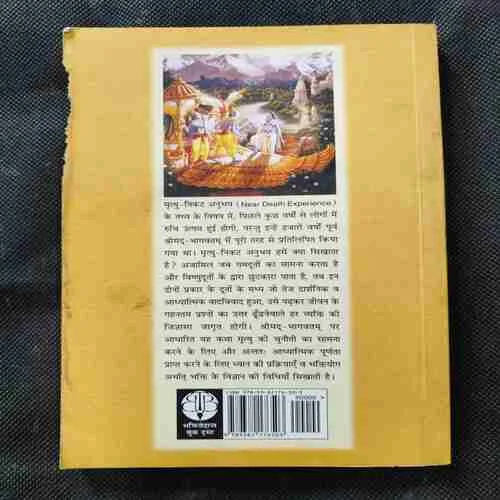 मृत्यु-निकट अनुभव (Near Death Experience)
के तथ्य के विषय में, पिछले कुछ वर्षों से लोगों में
रुचि उत्पन्न हुई होगी, परन्तु इन्हें हजारों वर्षों पूर्व
श्रीमद्-भागवतम् में पूरी तरह से प्रतिलिपित किया
गया था। मृत्यु-निकट अनुभव हमें क्या सिखाता
है? अजामिल जब यमदूतों का सामना करता है
और विष्णुदूतों के द्वारा छुटकारा पाता है, तब इन
दोनों प्रकार के दूतों के मध्य जो तेज दार्शनिक व
आध्यात्मिक वादविवाद हुआ, उसे पढ़कर जीवन के
गहनतम प्रश्नों का उत्तर ढूँढनेवाले हर व्यक्ति की
जिज्ञासा जागृत होगी। श्रीमद्-भागवतम् पर
आधारित यह कथा मृत्यु की चुनौती का सामना
करने के लिए और अन्ततः आध्यात्मिक पूर्णता
प्राप्त करने के लिए ध्यान की प्रक्रियाएँ व भक्तियोग
अर्थात् भक्ति के विज्ञान की विधियाँ सिखाती है।
ISBN
भक्तिवेदान्त
बुक ट्रस्ट